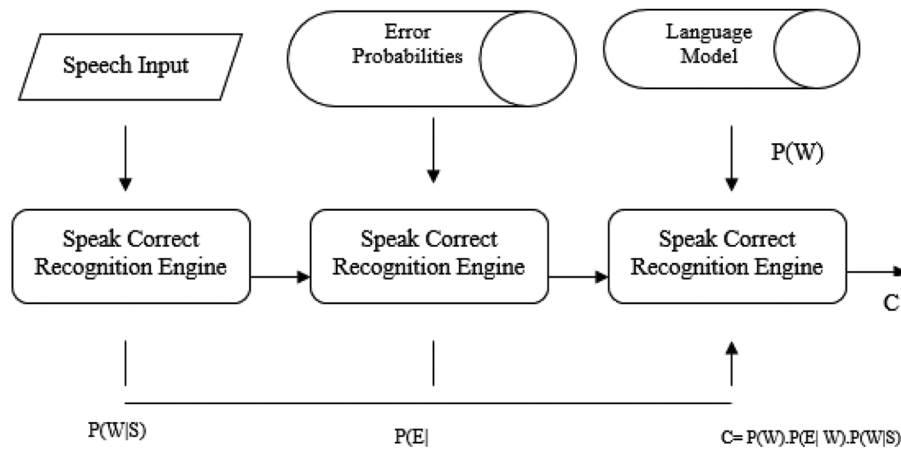 Speech Input
Error
Probabilities
Language
Model
P(W)
Speak Correct
Recognition Engine
Speak Correct
Recognition Engine
Speak Correct
Recognition Engine
C
P(W|S)
P(E|
C= P(W).P(E| W).P(W|S)